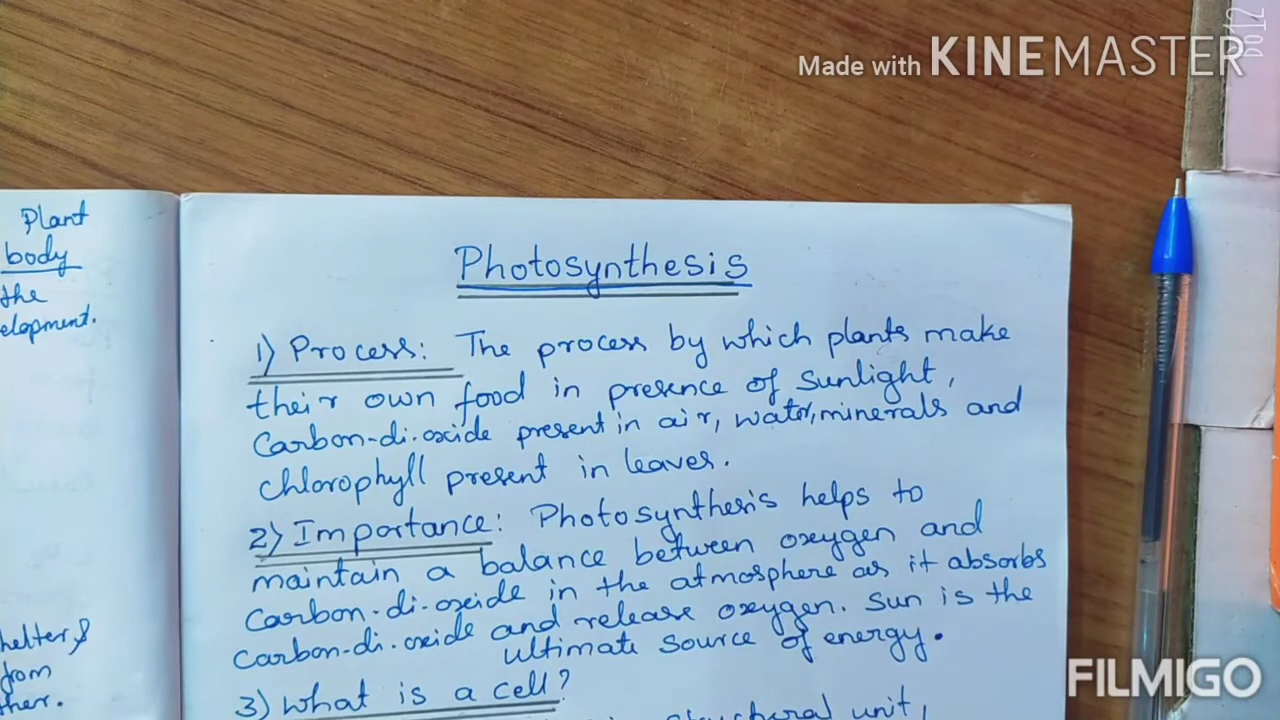 Made with KINEMASTER
DO12
Plant
body
the
elopment.
helter &
from
ther.
Photosynthesis
1) Process: The process by which plants make
their own food in presence of Sunlight,
Carbon-di-oxide present in air, water, minerals and
chlorophyll present in leaves.
2) Importance: Photosynthesis helps to
maintain a balance between oxygen and
Carbon-di-oxide in the atmosphere as it absorbs
Carbon-di-oxide and release oxygen. Sun is the
ultimate source of energy.
3) What is a cell?
structural unit,
FILMIGO